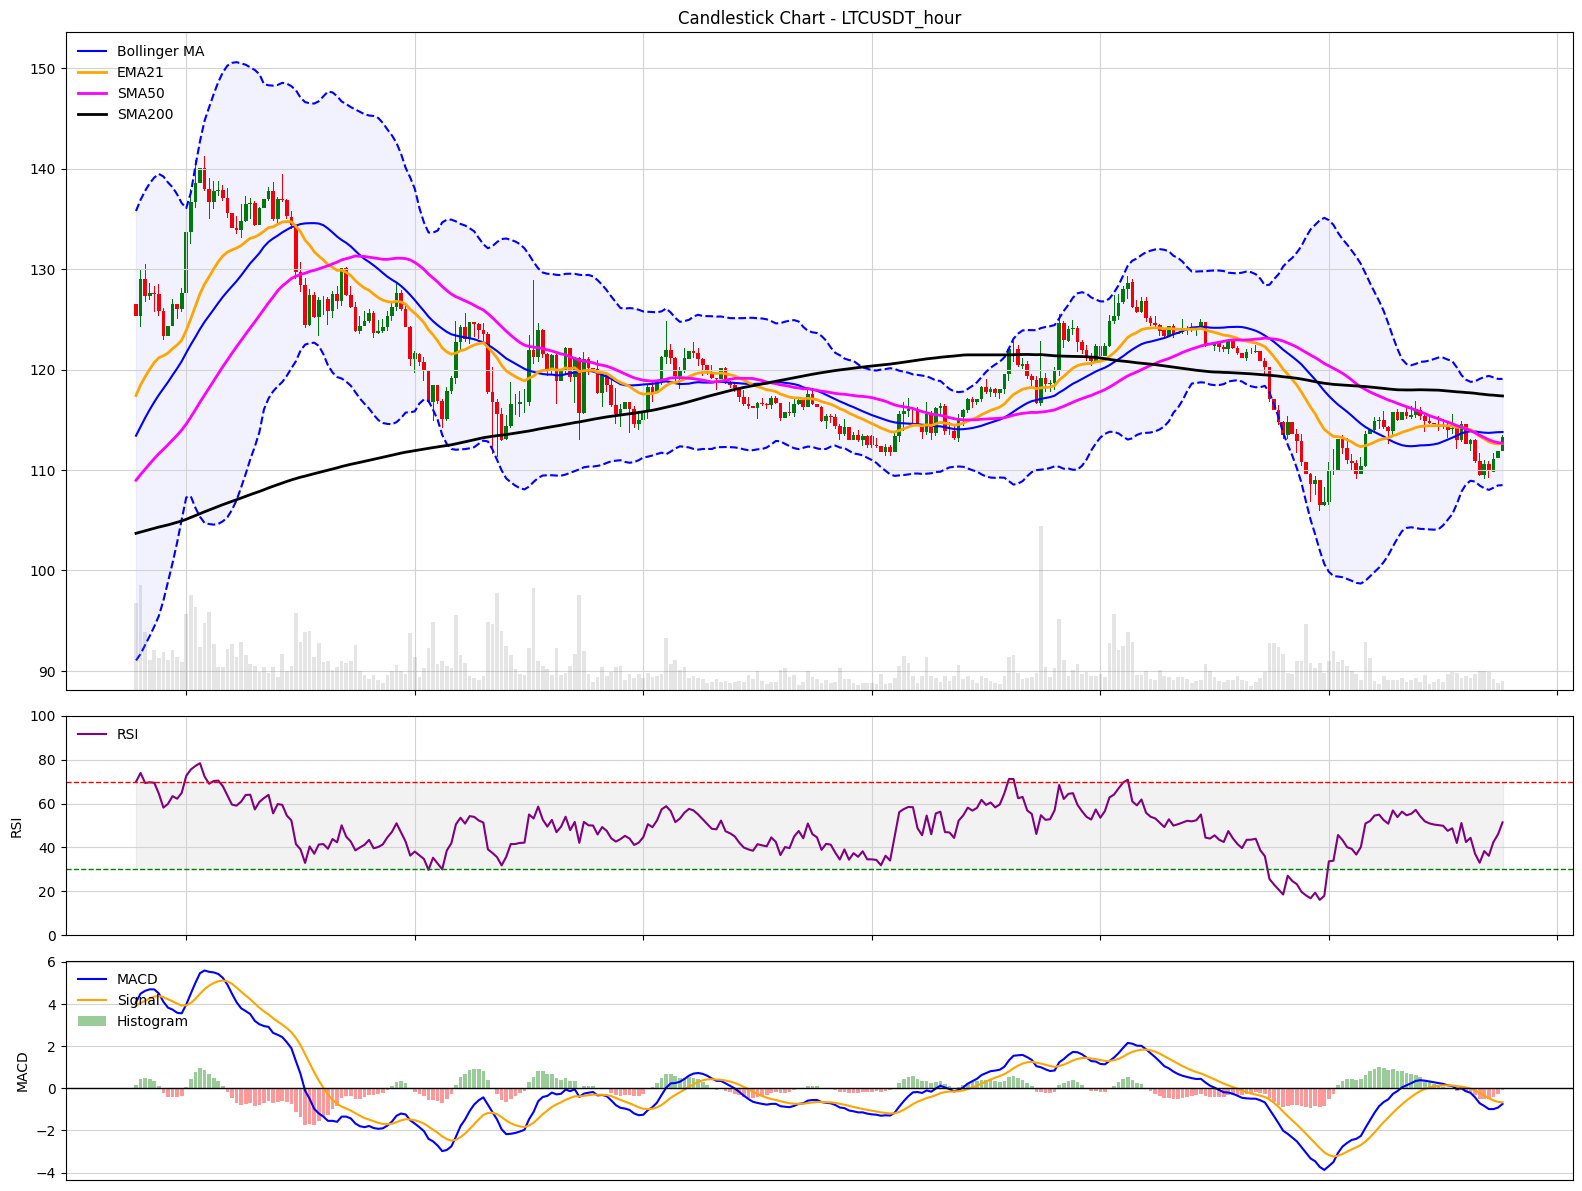 Candlestick Chart - LTCUSDT_hour
Bollinger MA
EMA21
SMA50
SMA200
150
140
130
120
110
100
90
RSI
100
80
60
40
20
0
RSI
MACD
Signal
Histogram
6
4
2
0
−2
−4
MACD